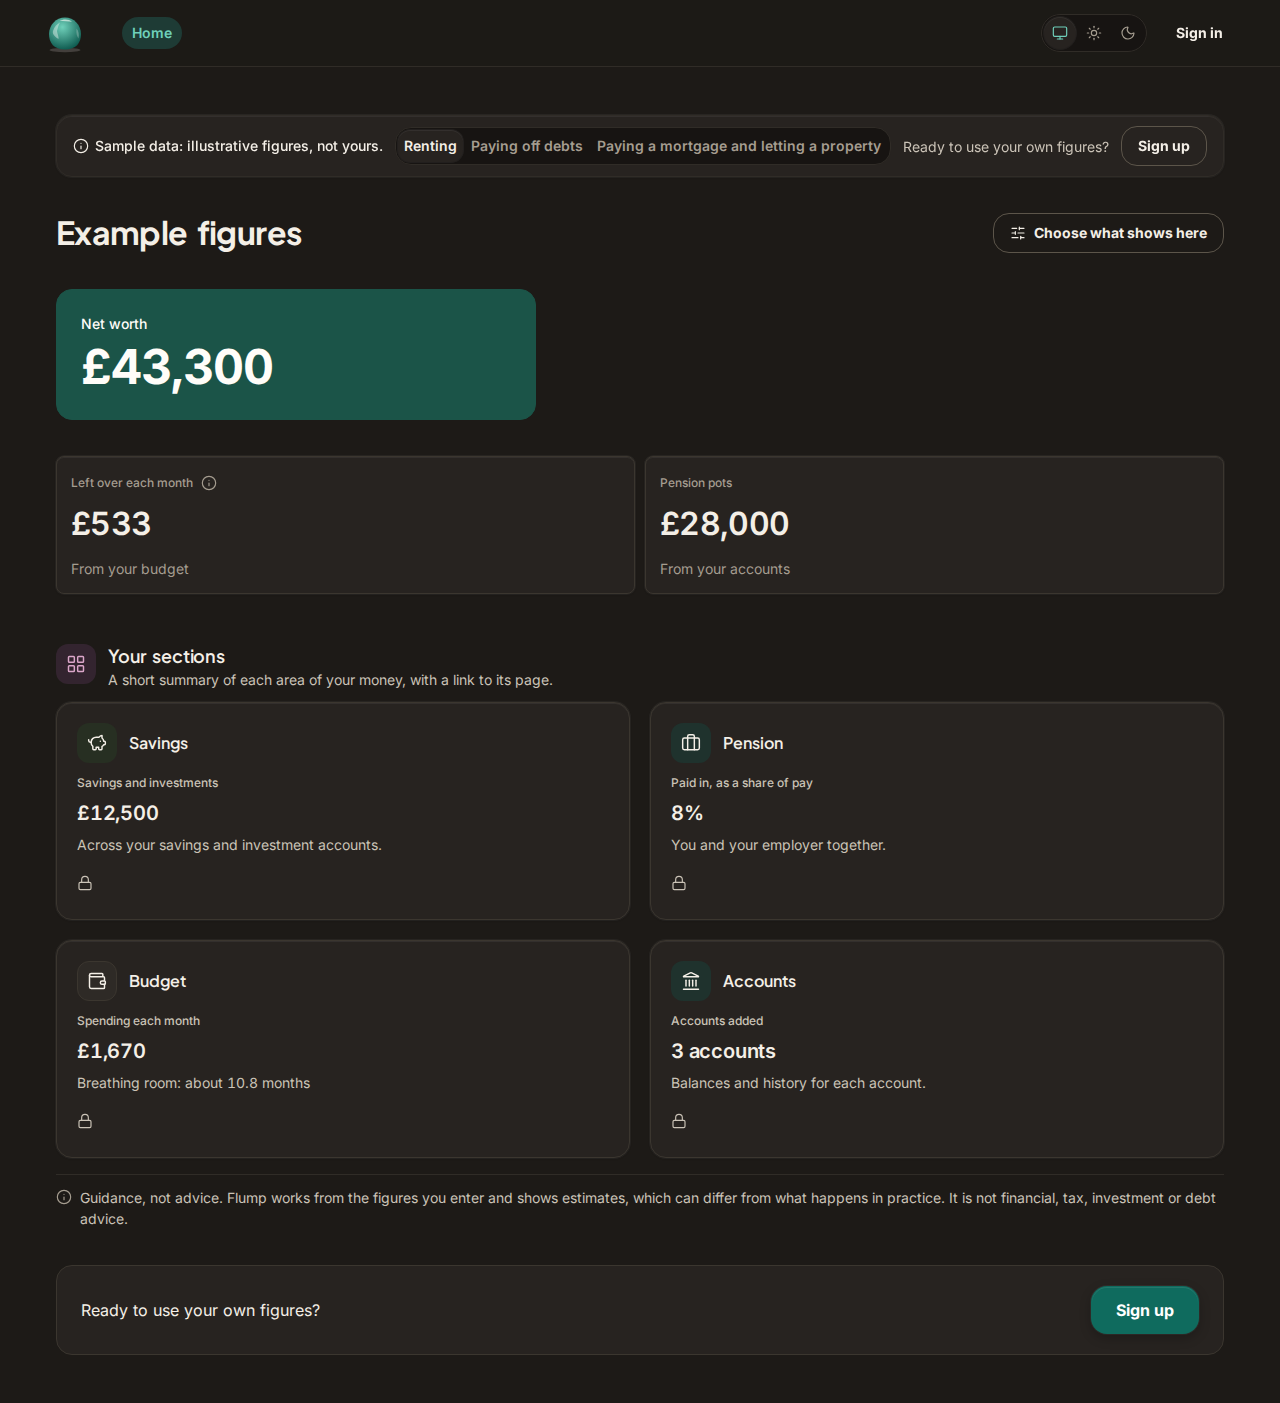 Home
Sign in
Sample data: illustrative figures, not yours.
Renting
Paying off debts
Paying a mortgage and letting a property
Ready to use your own figures?
Sign up
Example figures
Choose what shows here
Net worth
£43,300
Left over each month
£533
From your budget
Pension pots
£28,000
From your accounts
Your sections
A short summary of each area of your money, with a link to its page.
Savings
Savings and investments
£12,500
Across your savings and investment accounts.
Pension
Paid in, as a share of pay
8%
You and your employer together.
Budget
Spending each month
£1,670
Breathing room: about 10.8 months
Accounts
Accounts added
3 accounts
Balances and history for each account.
Guidance, not advice. Flump works from the figures you enter and shows estimates, which can differ from what happens in practice. It is not financial, tax, investment or debt
advice.
Ready to use your own figures?
Sign up